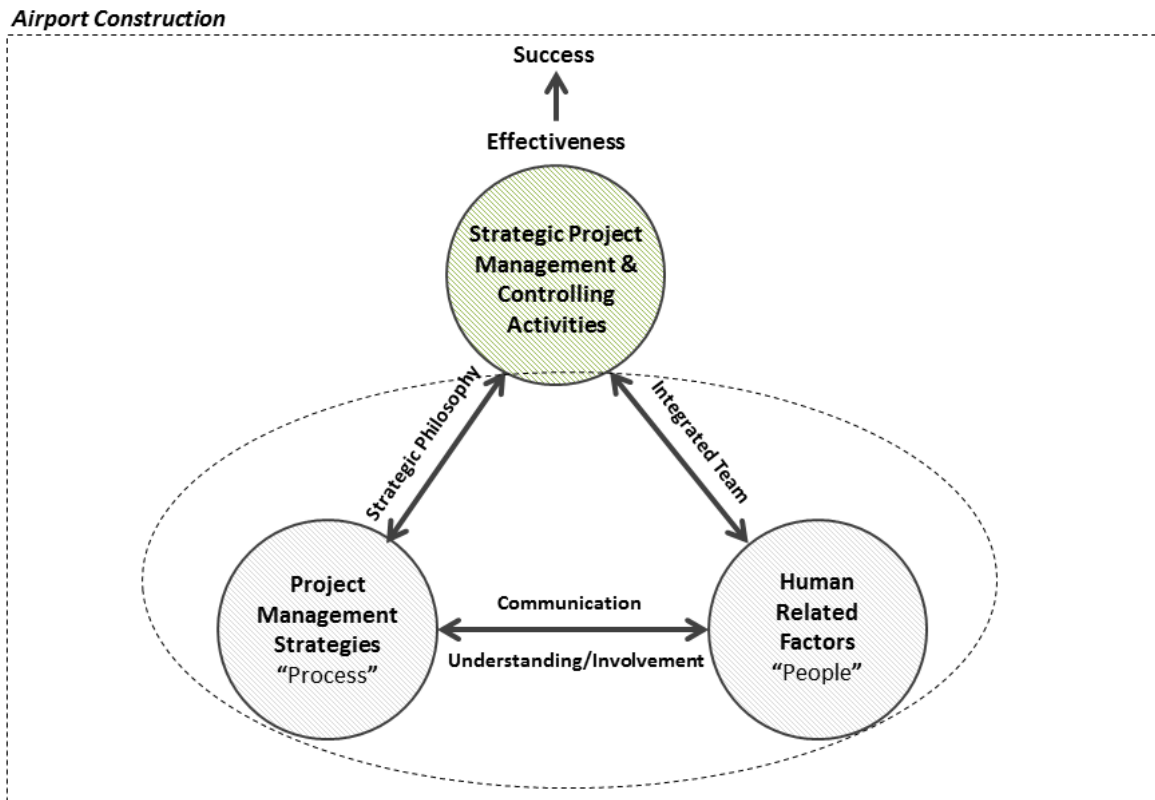 Airport Construction
Success
Effectiveness
Strategic Project
Management &
Controlling
Activities
Strategic Philosophy
Integrated Team
Project
Management
Strategies
“Process”
Communication
Understanding/Involvement
Human
Related
Factors
“People”